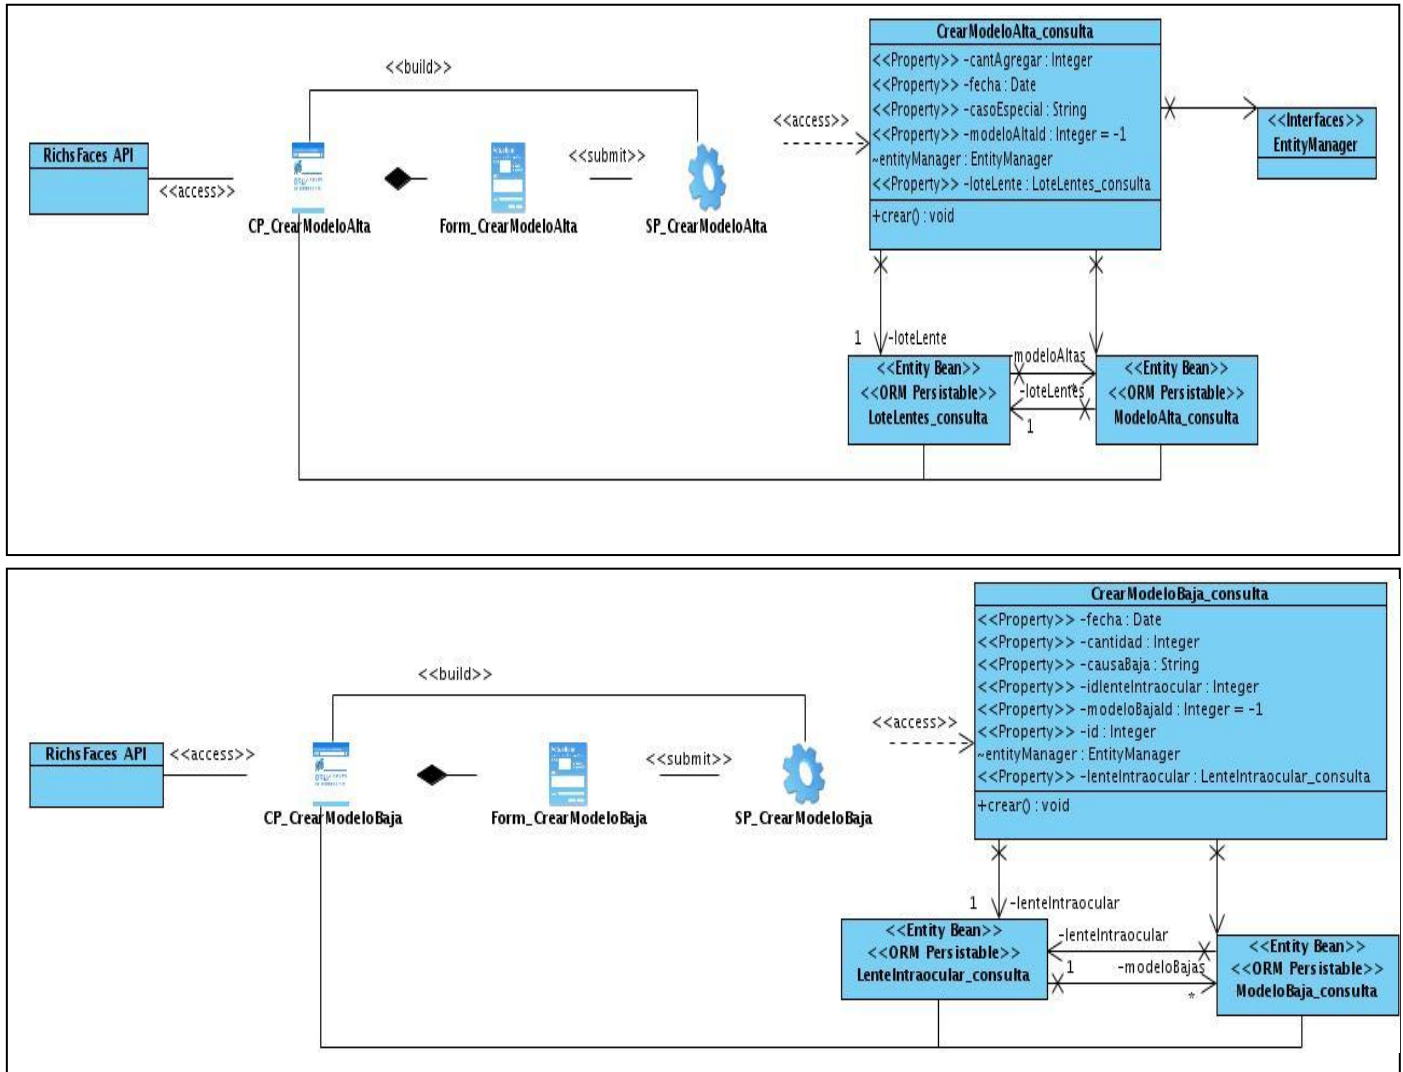 CrearModeloAlta_consulta
<<Property>> -cantAgregar : Integer
<<Property>> -fecha : Date
<<Property>> -casoEspecial : String
<<Property>> -modeloAltaId : Integer = -1
~entityManager : EntityManager
<<Property>> -loteLente : LoteLentes_consulta
+crear() : void
<<build>>
<<access>>
<<Interfaces>>
EntityManager
RichsFaces API
<<access>>
<<submit>>
CP_CrearModeloAlta
Form_CrearModeloAlta
SP_CrearModeloAlta
1
-loteLente
modeloAltas
*
-loteLentes
1
<<Entity Bean>>
<<ORM Persistable>>
LoteLentes_consulta
<<Entity Bean>>
<<ORM Persistable>>
ModeloAlta_consulta
CrearModeloBaja_consulta
<<Property>> -fecha : Date
<<Property>> -cantidad : Integer
<<Property>> -causaBaja : String
<<Property>> -idlenteIntraocular : Integer
<<Property>> -modeloBajaId : Integer = -1
<<Property>> -id : Integer
~entityManager : EntityManager
<<Property>> -lenteIntraocular : LenteIntraocular_consulta
+crear() : void
<<build>>
<<access>>
RichsFaces API
<<access>>
<<submit>>
CP_CrearModeloBaja
Form_CrearModeloBaja
SP_CrearModeloBaja
1
-lenteIntraocular
-lenteIntraocular
1
-modeloBajas
*
<<Entity Bean>>
<<ORM Persistable>>
LenteIntraocular_consulta
<<Entity Bean>>
<<ORM Persistable>>
ModeloBaja_consulta